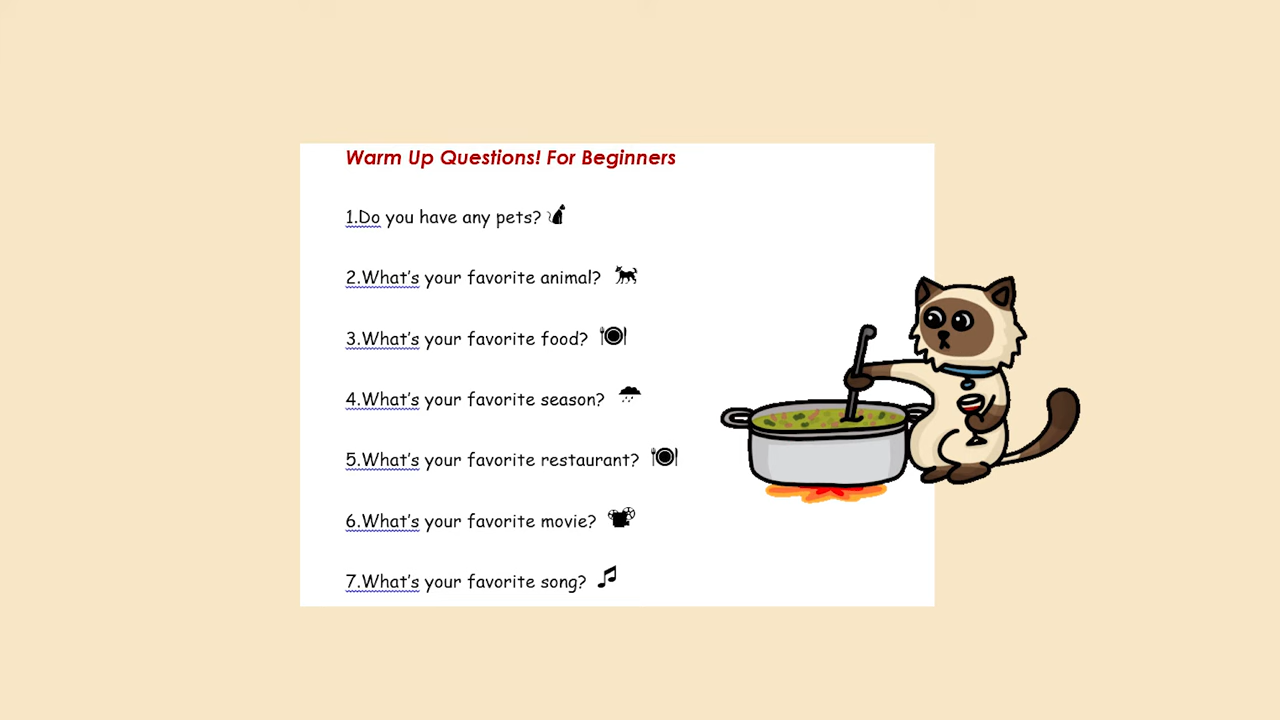 Warm Up Questions! For Beginners
1.Do you have any pets?
2.What's your favorite animal?
3.What's your favorite food?
4.What's your favorite season?
5.What's your favorite restaurant?
6.What's your favorite movie?
7.What's your favorite song?